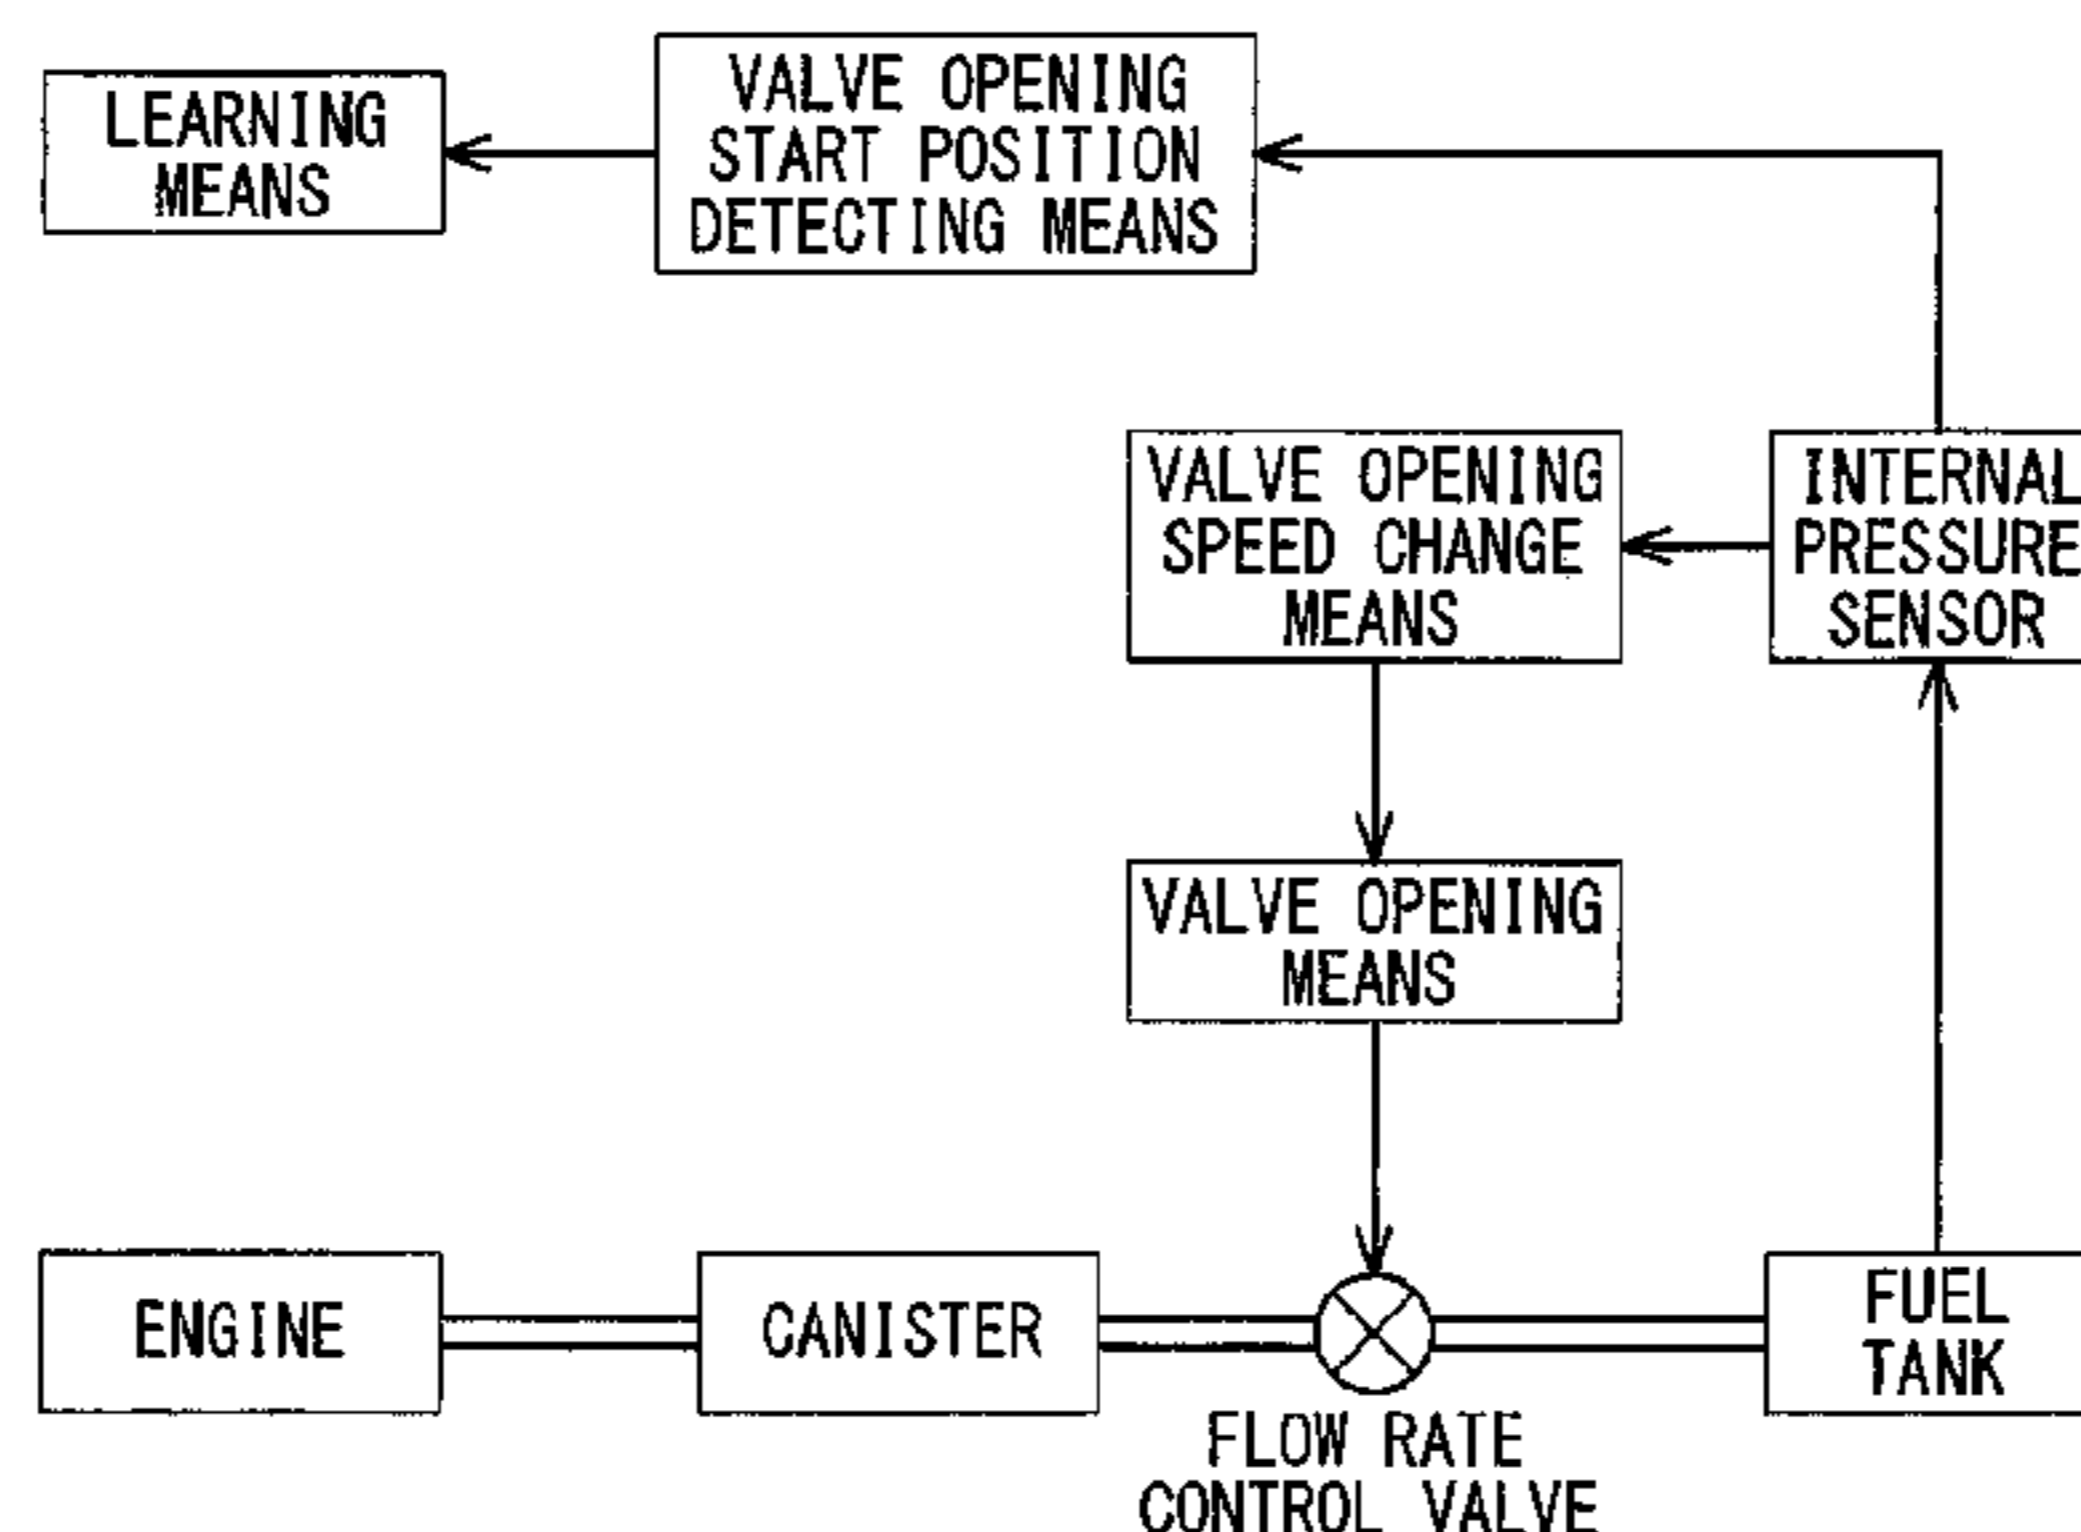 LEARNING
MEANS
VALVE OPENING
START POSITION
DETECTING MEANS
VALVE OPENING
SPEED CHANGE
MEANS
INTERNAL
PRESSURE
SENSOR
VALVE OPENING
MEANS
ENGINE
CANISTER
FUEL
TANK
FLOW RATE
CONTROL VALVE